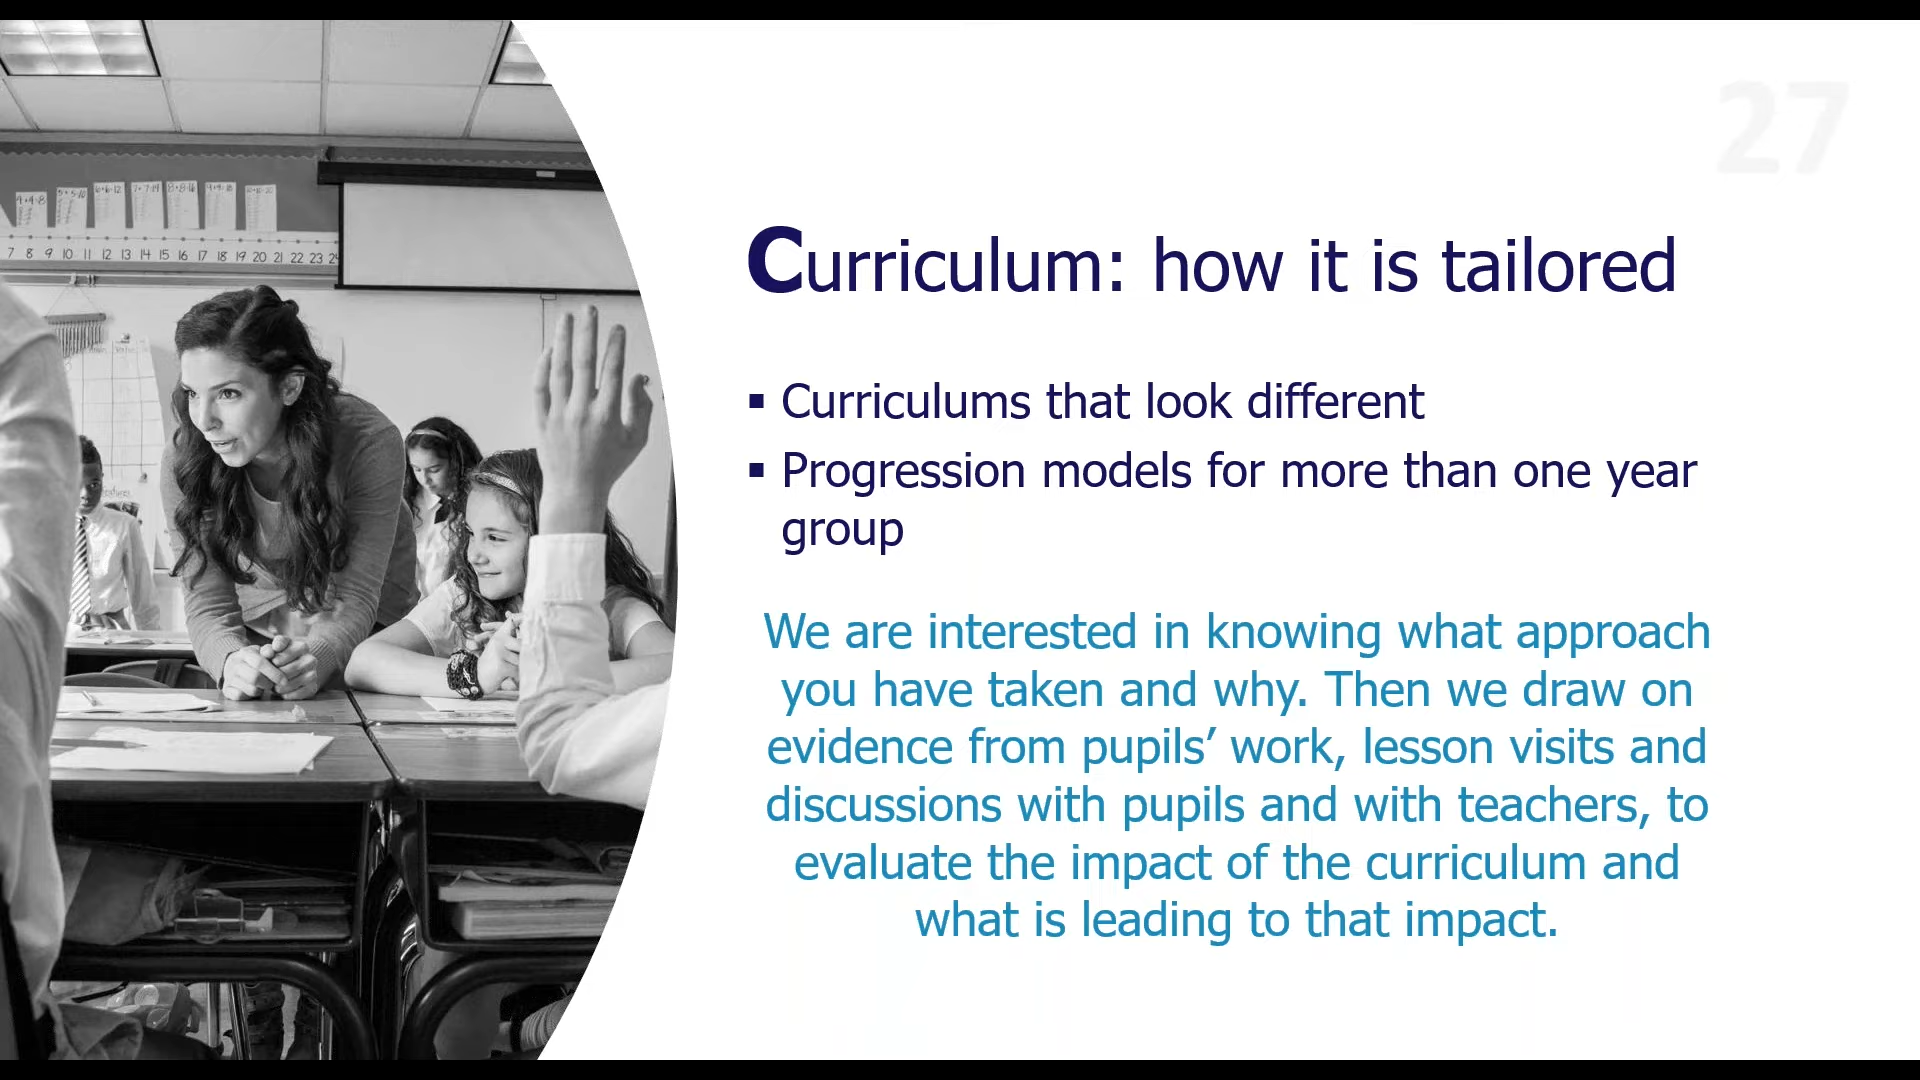 27
Curriculum: how it is tailored
▪ Curriculums that look different
▪ Progression models for more than one year
group
We are interested in knowing what approach
you have taken and why. Then we draw on
evidence from pupils’ work, lesson visits and
discussions with pupils and with teachers, to
evaluate the impact of the curriculum and
what is leading to that impact.
7 8 9 10 11 12 13 14 15 16 17 18 19 20 21 22 23